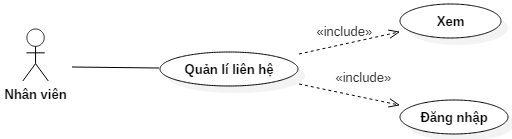 Xem
«include»
Quản lí liên hệ
«include»
Nhân viên
Đăng nhập